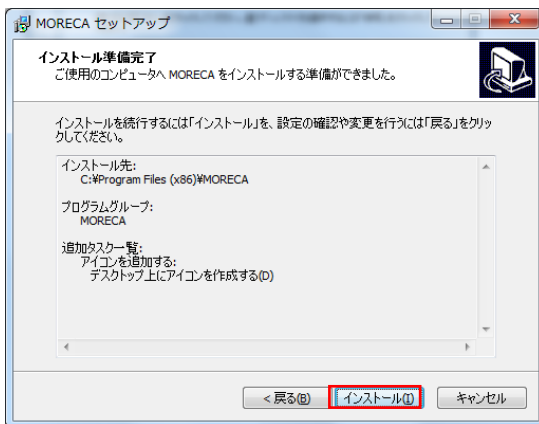 MORECA セットアップ
インストール準備完了
ご使用のコンピュータへ MORECA をインストールする準備ができました。
インストールを続行するには「インストール」を、設定の確認や変更を行うには「戻る」をクリッ
クしてください。
インストール先:
C:¥Program Files (x86)¥MORECA
プログラムグループ:
MORECA
追加タスク一覧:
アイコンを追加する:
デスクトップ上にアイコンを作成する(D)
< 戻る(B)
インストール(I)
キャンセル